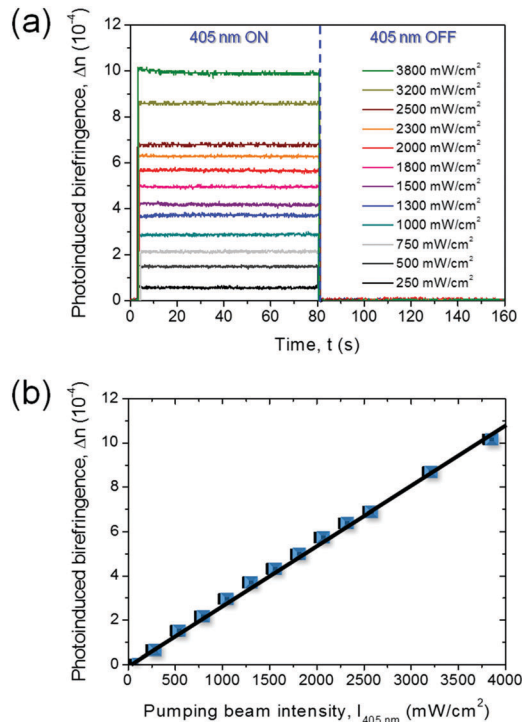 (a)
405 nm ON
405 nm OFF
Photoinduced birefringence, Δn (10⁻⁴)
12
10
8
6
4
2
0
3800 mW/cm²
3200 mW/cm²
2500 mW/cm²
2300 mW/cm²
2000 mW/cm²
1800 mW/cm²
1500 mW/cm²
1300 mW/cm²
1000 mW/cm²
750 mW/cm²
500 mW/cm²
250 mW/cm²
0 20 40 60 80 100 120 140 160
Time, t (s)
(b)
Photoinduced birefringence, Δn (10⁻⁴)
12
10
8
6
4
2
0
0 500 1000 1500 2000 2500 3000 3500 4000
Pumping beam intensity, I₄₀₅ ₙₘ (mW/cm²)